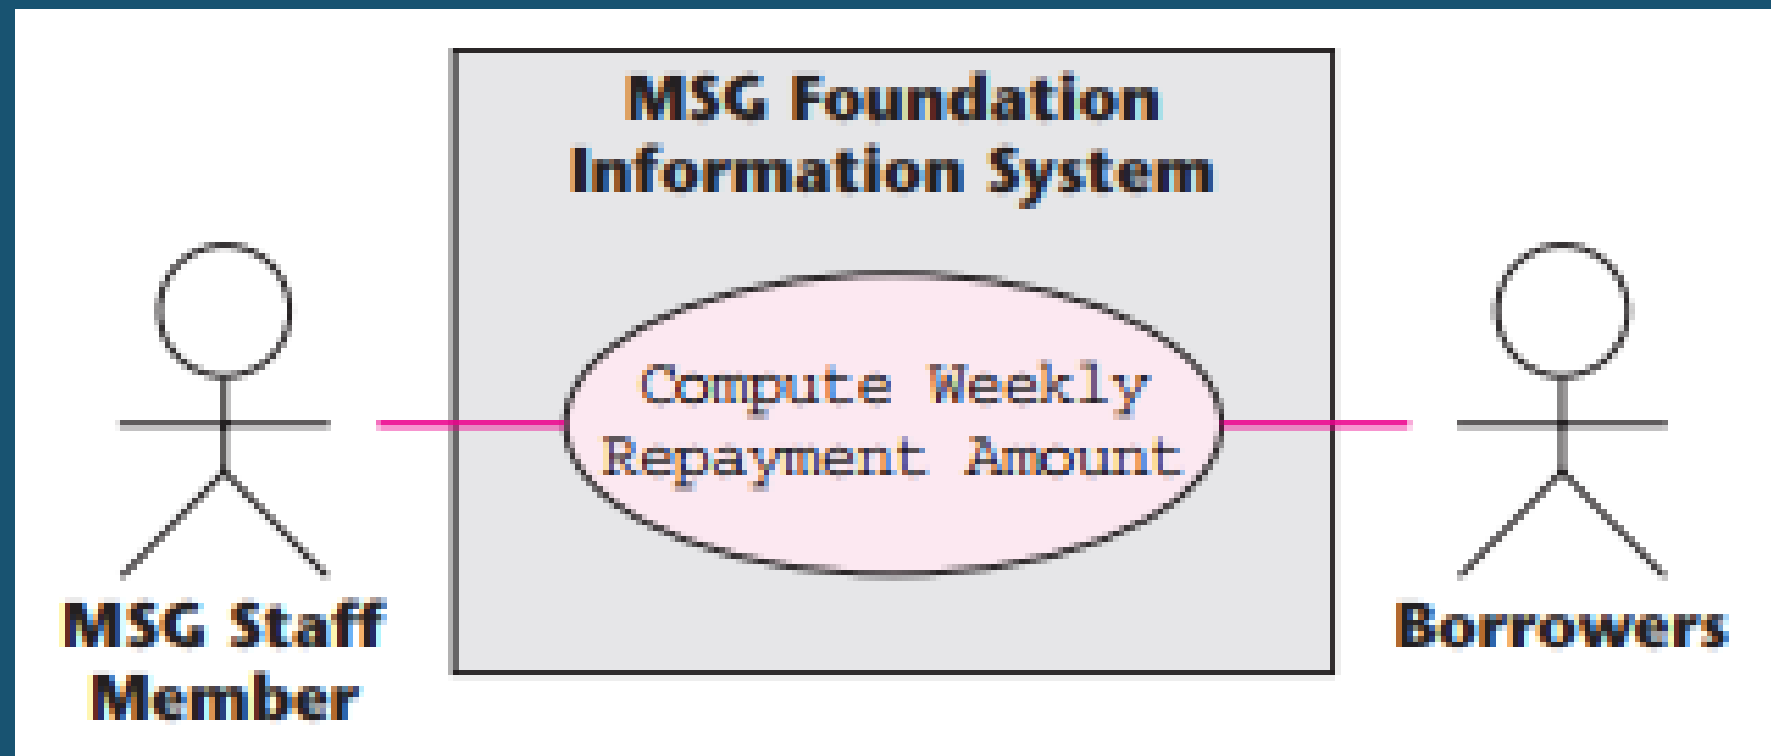 MSG Foundation
Information System
Compute Weekly
Repayment Amount
MSG Staff
Member
Borrowers